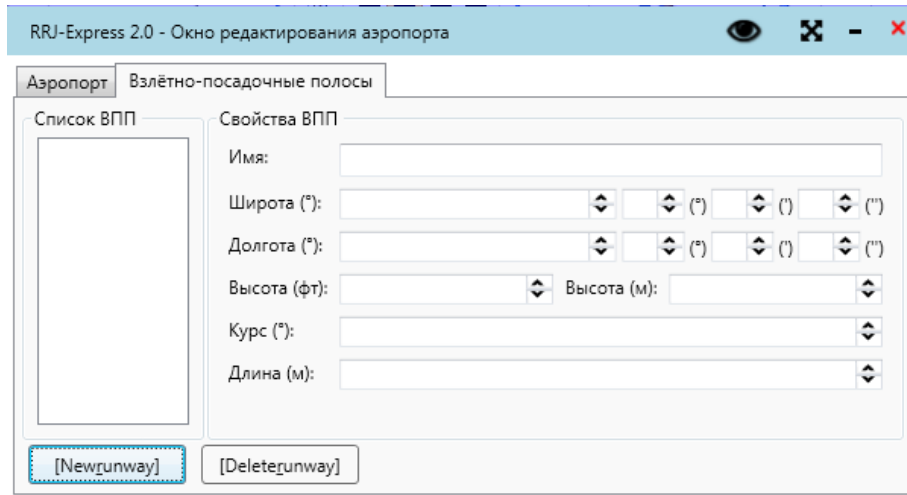 RRJ-Express 2.0 - Окно редактирования аэропорта
Аэропорт Взлётно-посадочные полосы
Список ВПП Свойства ВПП
Имя:
Широта (°): (°) (') ('')
Долгота (°): (°) (') ('')
Высота (фт): Высота (м):
Курс (°):
Длина (м):
[Newrunway] [Deleterunway]